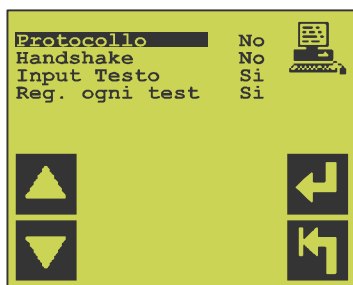 Protocollo No
Handshake No
Input Testo Si
Reg. ogni test Si